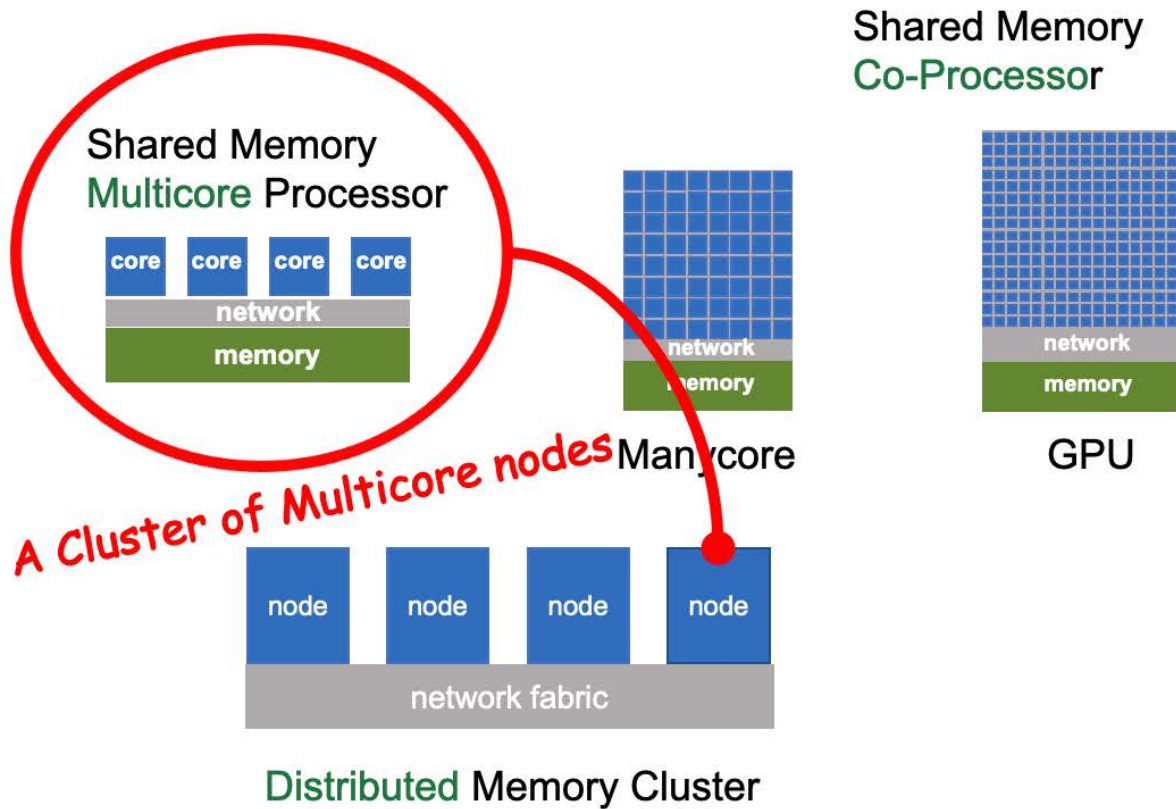 Shared Memory
Co-Processor
Shared Memory
Multicore Processor
core core core core
network
memory
network
memory
Manycore
network
memory
GPU
A Cluster of Multicore nodes
node node node node
network fabric
Distributed Memory Cluster